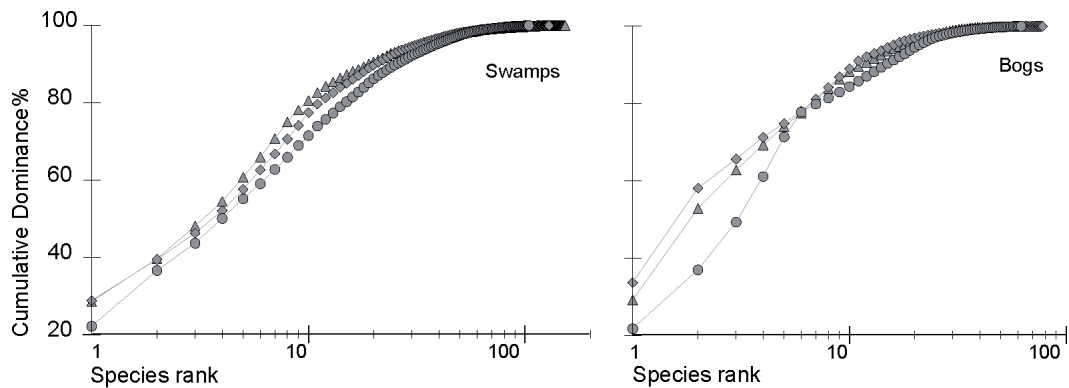 Cumulative Dominance%
100
80
60
40
20
Swamps
1 10 100
Species rank
Bogs
1 10 100
Species rank